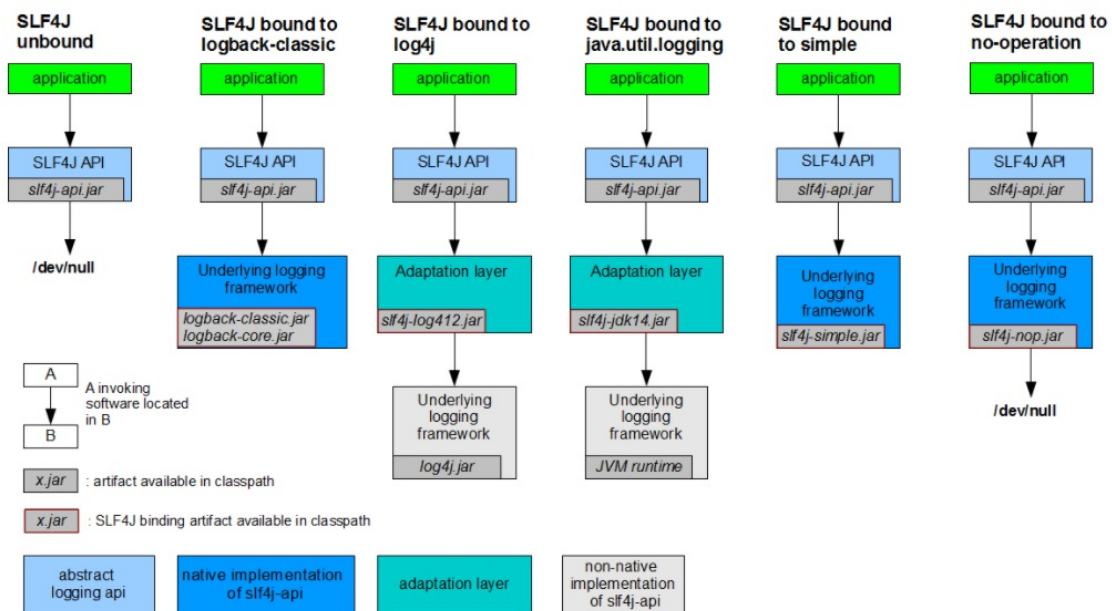 SLF4J
unbound
SLF4J bound to
logback-classic
SLF4J bound to
log4j
SLF4J bound to
java.util.logging
SLF4J bound
to simple
SLF4J bound to
no-operation
application
application
application
application
application
application
SLF4J API
slf4j-api.jar
SLF4J API
slf4j-api.jar
SLF4J API
slf4j-api.jar
SLF4J API
slf4j-api.jar
SLF4J API
slf4j-api.jar
SLF4J API
slf4j-api.jar
/dev/null
Underlying logging
framework
logback-classic.jar
logback-core.jar
Adaptation layer
slf4j-log412.jar
Adaptation layer
slf4j-jdk14.jar
Underlying
logging
framework
slf4j-simple.jar
Underlying
logging
framework
slf4j-nop.jar
Underlying
logging
framework
log4j.jar
Underlying
logging
framework
JVM runtime
/dev/null
A
B
A invoking
software located
in B
x.jar : artifact available in classpath
x.jar : SLF4J binding artifact available in classpath
abstract
logging api
native implementation
of slf4j-api
adaptation layer
non-native
implementation
of slf4j-api